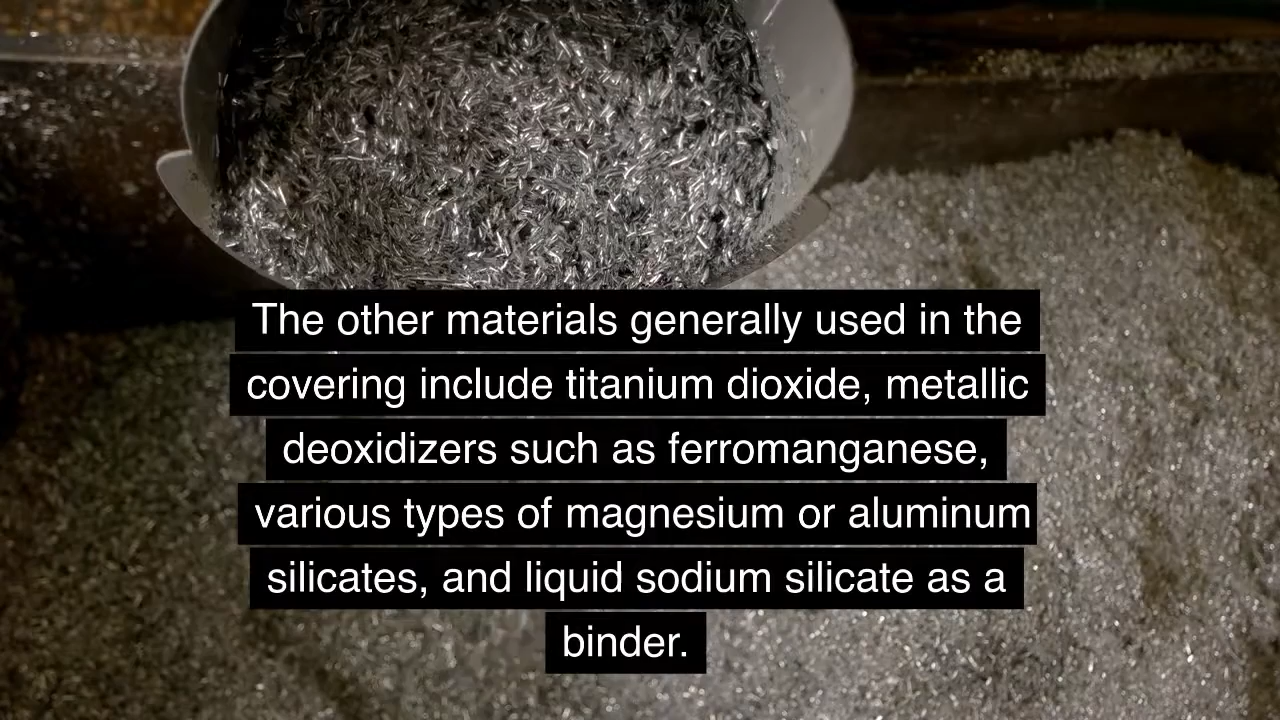 The other materials generally used in the
covering include titanium dioxide, metallic
deoxidizers such as ferromanganese,
various types of magnesium or aluminum
silicates, and liquid sodium silicate as a
binder.